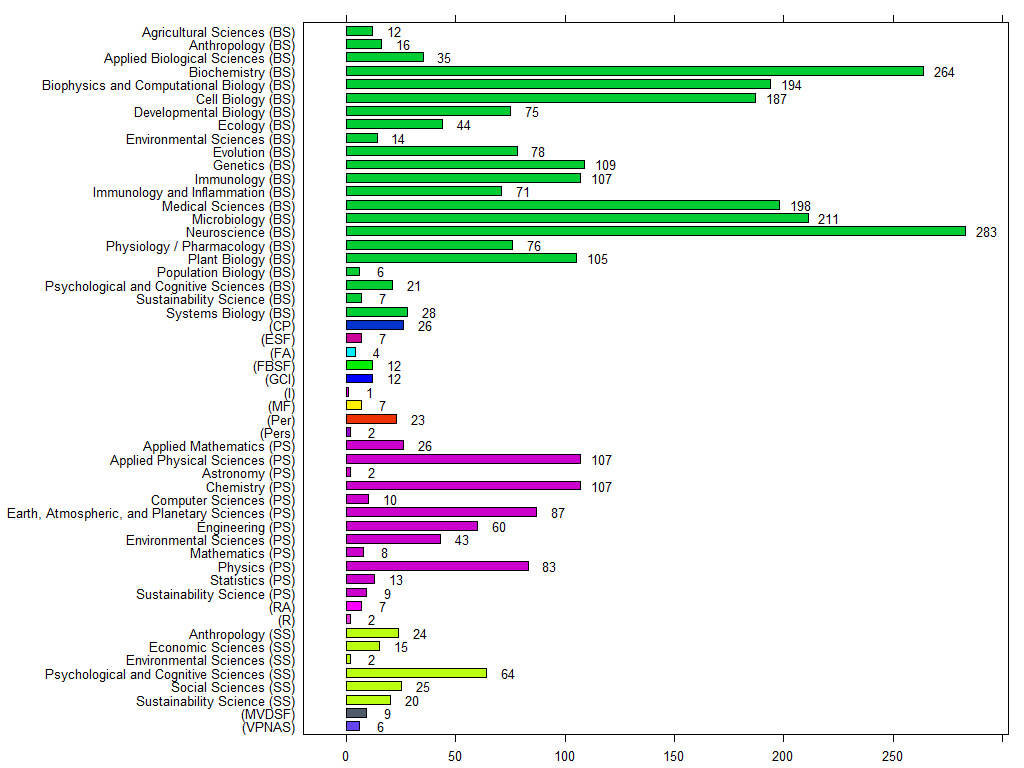 Agricultural Sciences (BS) 12
Anthropology (BS) 16
Applied Biological Sciences (BS) 35
Biochemistry (BS) 264
Biophysics and Computational Biology (BS) 194
Cell Biology (BS) 187
Developmental Biology (BS) 75
Ecology (BS) 44
Environmental Sciences (BS) 14
Evolution (BS) 78
Genetics (BS) 109
Immunology (BS) 107
Immunology and Inflammation (BS) 71
Medical Sciences (BS) 198
Microbiology (BS) 211
Neuroscience (BS) 283
Physiology / Pharmacology (BS) 76
Plant Biology (BS) 105
Population Biology (BS) 6
Psychological and Cognitive Sciences (BS) 21
Sustainability Science (BS) 7
Systems Biology (BS) 28
(CP) 26
(ESF) 7
(FA) 4
(FBSF) 12
(GCI) 12
(I) 1
(MF) 7
(Per) 23
(Pers) 2
Applied Mathematics (PS) 26
Applied Physical Sciences (PS) 107
Astronomy (PS) 2
Chemistry (PS) 107
Computer Sciences (PS) 10
Earth, Atmospheric, and Planetary Sciences (PS) 87
Engineering (PS) 60
Environmental Sciences (PS) 43
Mathematics (PS) 8
Physics (PS) 83
Statistics (PS) 13
Sustainability Science (PS) 9
(RA) 7
(R) 2
Anthropology (SS) 24
Economic Sciences (SS) 15
Environmental Sciences (SS) 2
Psychological and Cognitive Sciences (SS) 64
Social Sciences (SS) 25
Sustainability Science (SS) 20
(MVDSF) 9
(VPNAS) 6
0 50 100 150 200 250